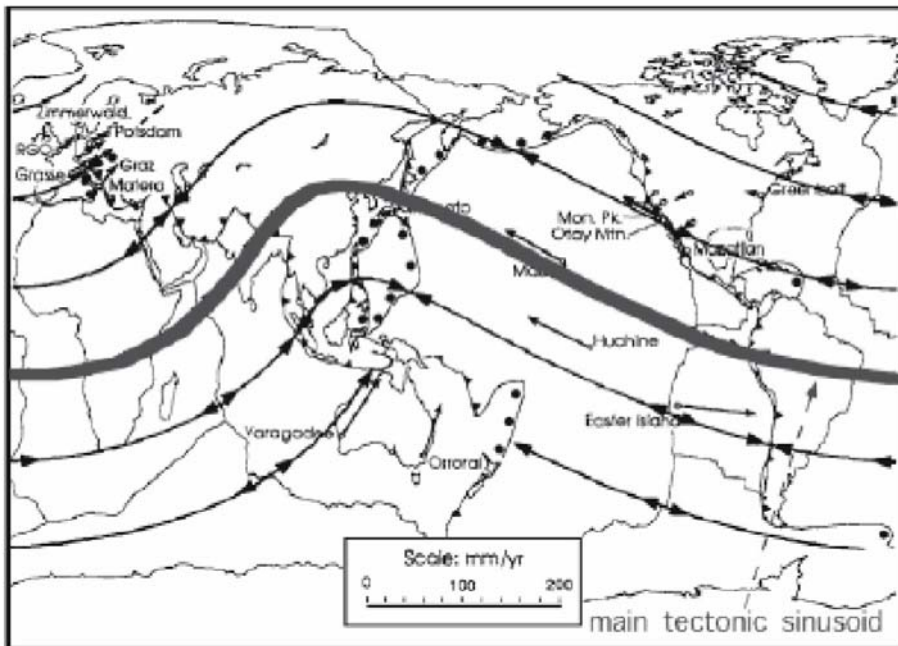 Zimmerwald
Potsdam
RGO
Graz
Grasse
Matera
Greenbelt
Mon. Pk.
Otay Mtn.
Mazatlan
Huahine
Yaragadee
Easter Island
Orroral
Scale: mm/yr
0 100 200
main tectonic sinusoid